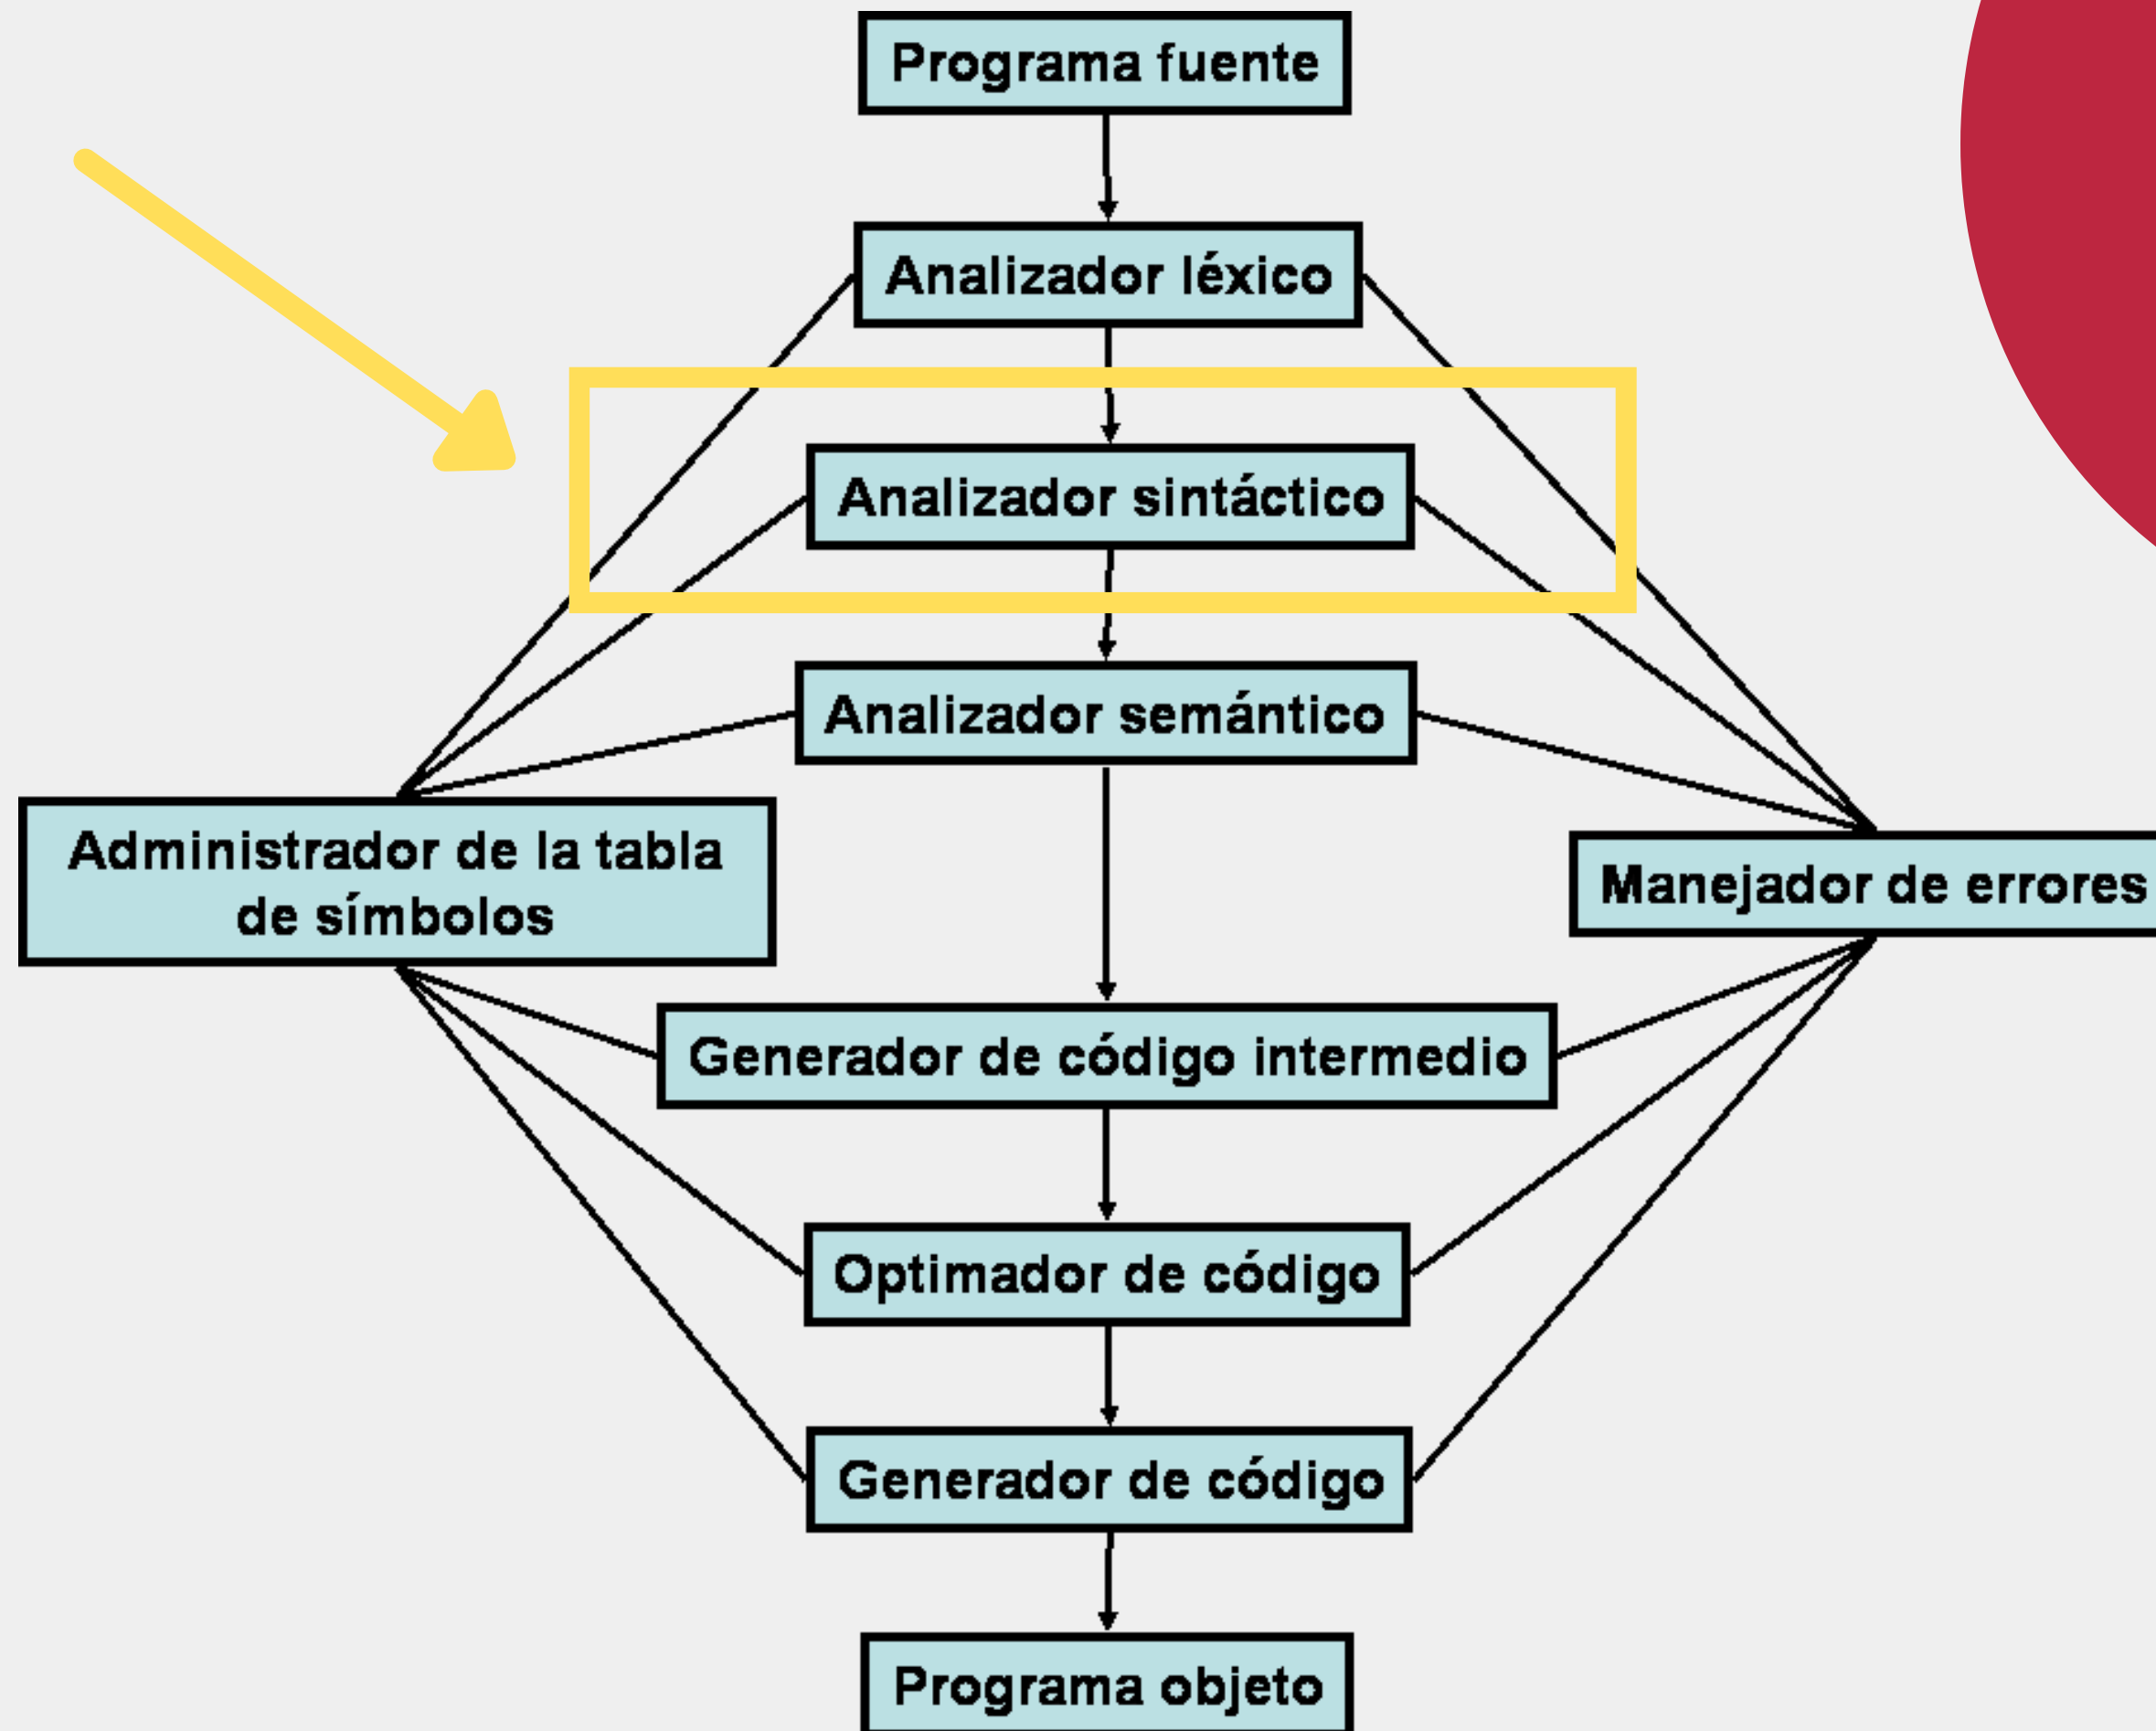 Programa fuente
Analizador léxico
Analizador sintáctico
Analizador semántico
Administrador de la tabla
de símbolos
Manejador de errores
Generador de código intermedio
Optimador de código
Generador de código
Programa objeto